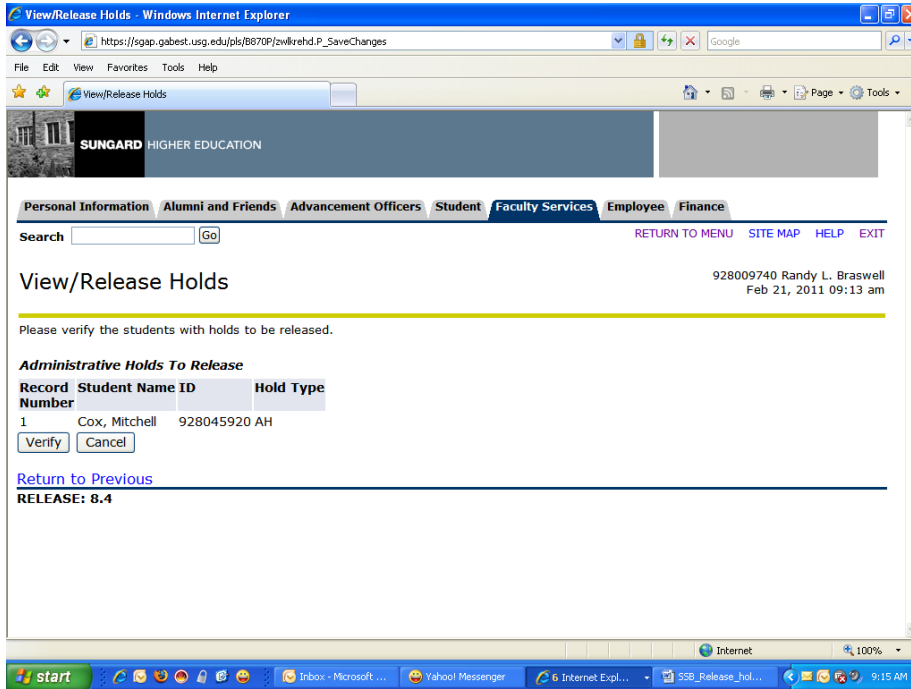 View/Release Holds - Windows Internet Explorer
https://sgap.gabest.usg.edu/pls/B870P/zwlkrehd.P_SaveChanges
Google
File Edit View Favorites Tools Help
View/Release Holds
Page Tools
SUNGARD HIGHER EDUCATION
Personal Information Alumni and Friends Advancement Officers Student Faculty Services Employee Finance
Search Go RETURN TO MENU SITE MAP HELP EXIT
View/Release Holds
928009740 Randy L. Braswell
Feb 21, 2011 09:13 am
Please verify the students with holds to be released.
Administrative Holds To Release
Record Number Student Name ID Hold Type
1 Cox, Mitchell 928045920 AH
Verify Cancel
Return to Previous
RELEASE: 8.4
Internet 100%
start Inbox - Microsoft ... Yahoo! Messenger 6 Internet Expl... SSB_Release_hol... 9:15 AM